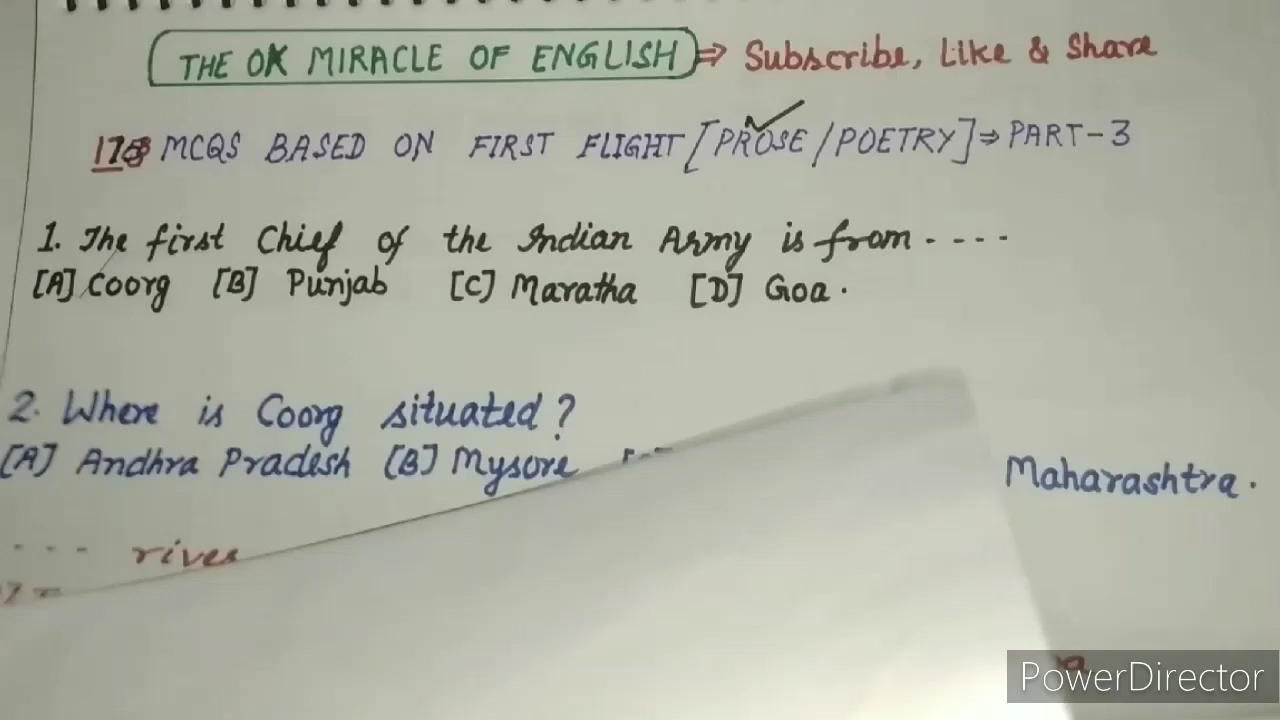 THE OK MIRACLE OF ENGLISH ⇒ Subscribe, Like & Share
MCQS BASED ON FIRST FLIGHT [PROSE/POETRY] ⇒ PART-3
1. The first Chief of the Indian Army is from ----
[A] Coorg [B] Punjab [C] Maratha [D] Goa.
2. Where is Coorg situated?
[A] Andhra Pradesh [B] Mysore Maharashtra.
--- river
PowerDirector